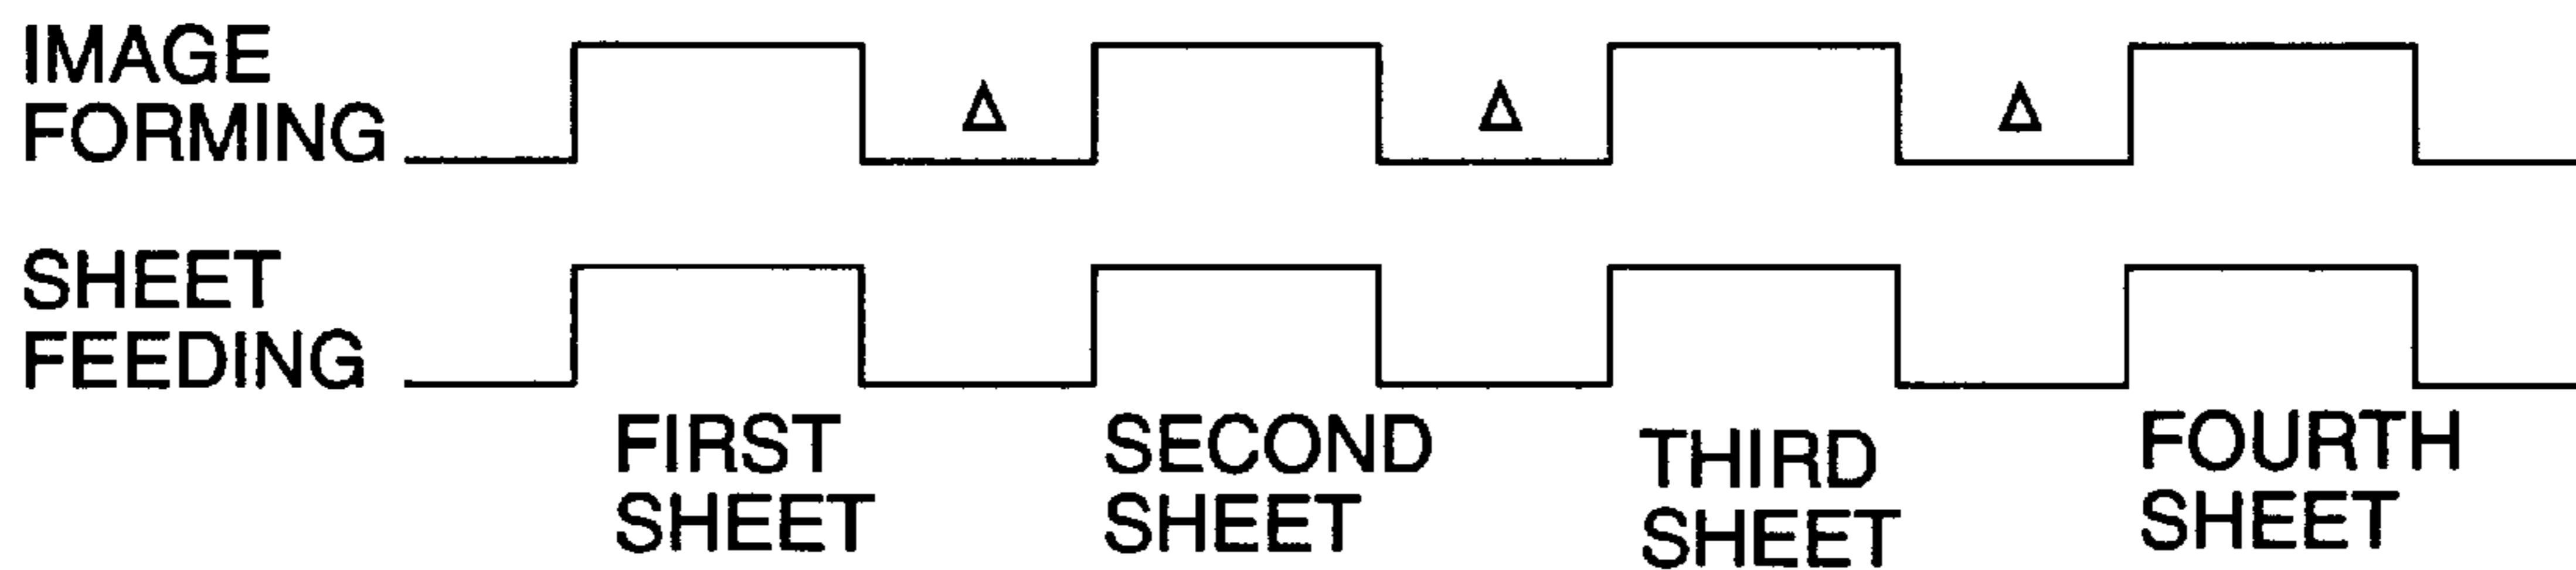 IMAGE
FORMING
Δ Δ Δ
SHEET
FEEDING
FIRST
SHEET
SECOND
SHEET
THIRD
SHEET
FOURTH
SHEET